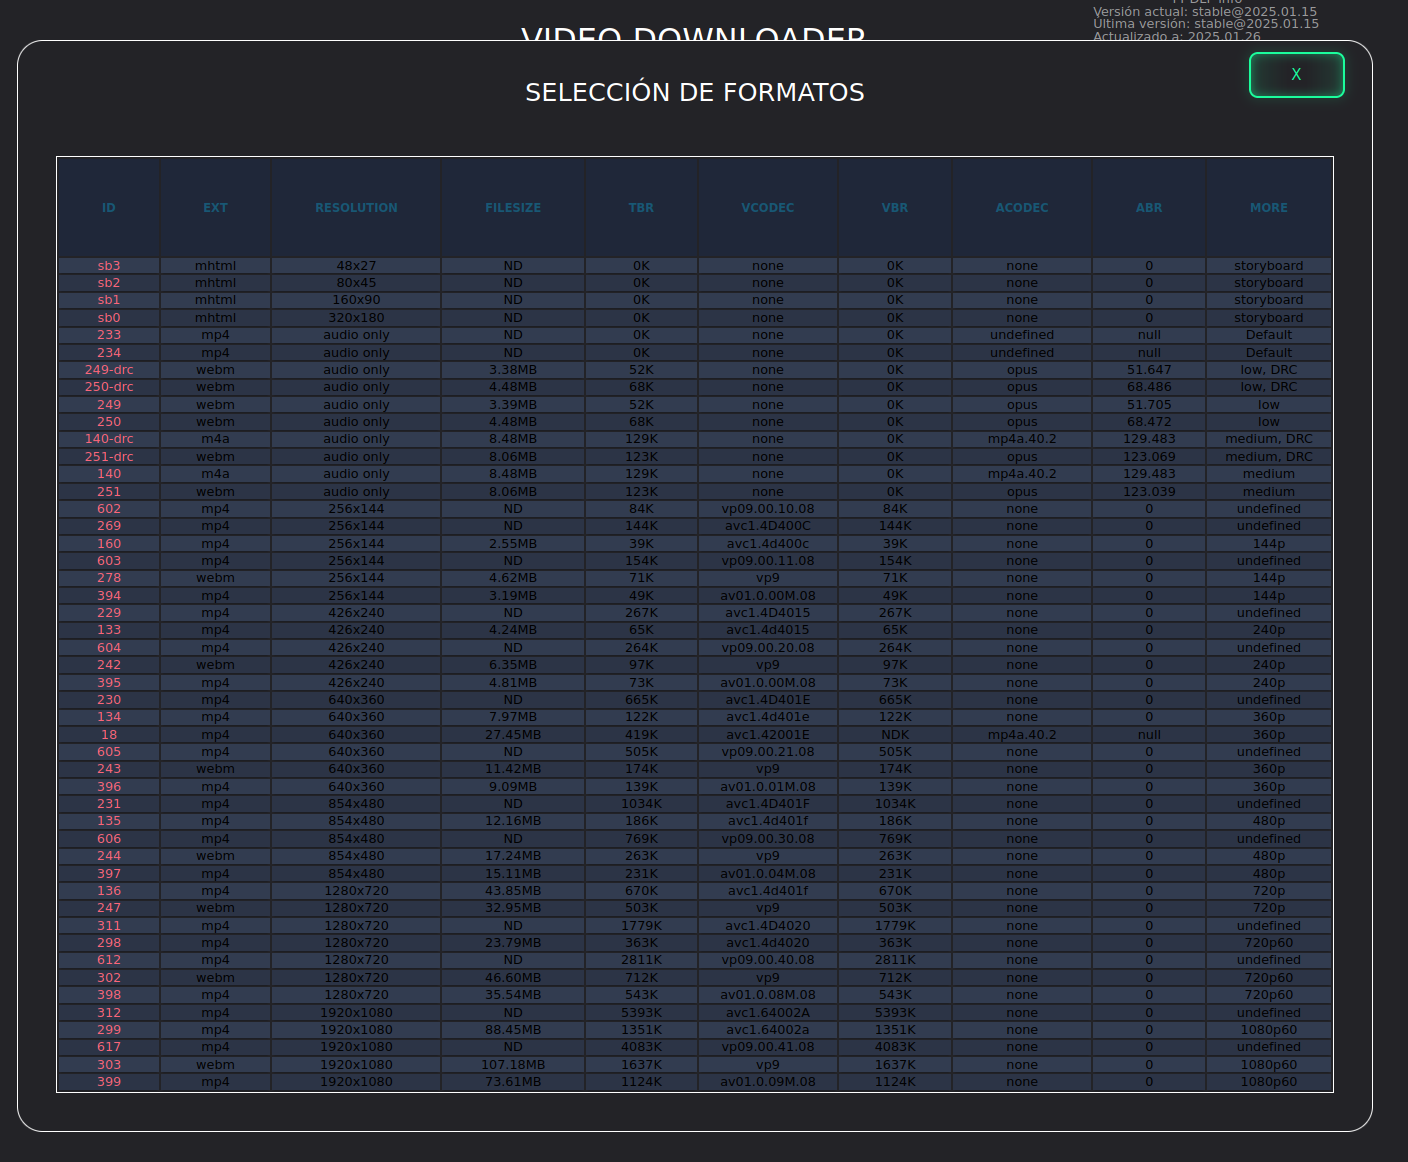 Versión actual: stable@2025.01.15
Última versión: stable@2025.01.15
Actualizado a: 2025.01.26
VIDEO DOWNLOADER
X
SELECCIÓN DE FORMATOS
ID EXT RESOLUTION FILESIZE TBR VCODEC VBR ACODEC ABR MORE
sb3 mhtml 48x27 ND 0K none 0K none 0 storyboard
sb2 mhtml 80x45 ND 0K none 0K none 0 storyboard
sb1 mhtml 160x90 ND 0K none 0K none 0 storyboard
sb0 mhtml 320x180 ND 0K none 0K none 0 storyboard
233 mp4 audio only ND 0K none 0K undefined null Default
234 mp4 audio only ND 0K none 0K undefined null Default
249-drc webm audio only 3.38MB 52K none 0K opus 51.647 low, DRC
250-drc webm audio only 4.48MB 68K none 0K opus 68.486 low, DRC
249 webm audio only 3.39MB 52K none 0K opus 51.705 low
250 webm audio only 4.48MB 68K none 0K opus 68.472 low
140-drc m4a audio only 8.48MB 129K none 0K mp4a.40.2 129.483 medium, DRC
251-drc webm audio only 8.06MB 123K none 0K opus 123.069 medium, DRC
140 m4a audio only 8.48MB 129K none 0K mp4a.40.2 129.483 medium
251 webm audio only 8.06MB 123K none 0K opus 123.039 medium
602 mp4 256x144 ND 84K vp09.00.10.08 84K none 0 undefined
269 mp4 256x144 ND 144K avc1.4D400C 144K none 0 undefined
160 mp4 256x144 2.55MB 39K avc1.4d400c 39K none 0 144p
603 mp4 256x144 ND 154K vp09.00.11.08 154K none 0 undefined
278 webm 256x144 4.62MB 71K vp9 71K none 0 144p
394 mp4 256x144 3.19MB 49K av01.0.00M.08 49K none 0 144p
229 mp4 426x240 ND 267K avc1.4D4015 267K none 0 undefined
133 mp4 426x240 4.24MB 65K avc1.4d4015 65K none 0 240p
604 mp4 426x240 ND 264K vp09.00.20.08 264K none 0 undefined
242 webm 426x240 6.35MB 97K vp9 97K none 0 240p
395 mp4 426x240 4.81MB 73K av01.0.00M.08 73K none 0 240p
230 mp4 640x360 ND 665K avc1.4D401E 665K none 0 undefined
134 mp4 640x360 7.97MB 122K avc1.4d401e 122K none 0 360p
18 mp4 640x360 27.45MB 419K avc1.42001E NDK mp4a.40.2 null 360p
605 mp4 640x360 ND 505K vp09.00.21.08 505K none 0 undefined
243 webm 640x360 11.42MB 174K vp9 174K none 0 360p
396 mp4 640x360 9.09MB 139K av01.0.01M.08 139K none 0 360p
231 mp4 854x480 ND 1034K avc1.4D401F 1034K none 0 undefined
135 mp4 854x480 12.16MB 186K avc1.4d401f 186K none 0 480p
606 mp4 854x480 ND 769K vp09.00.30.08 769K none 0 undefined
244 webm 854x480 17.24MB 263K vp9 263K none 0 480p
397 mp4 854x480 15.11MB 231K av01.0.04M.08 231K none 0 480p
136 mp4 1280x720 43.85MB 670K avc1.4d401f 670K none 0 720p
247 webm 1280x720 32.95MB 503K vp9 503K none 0 720p
311 mp4 1280x720 ND 1779K avc1.4D4020 1779K none 0 undefined
298 mp4 1280x720 23.79MB 363K avc1.4d4020 363K none 0 720p60
612 mp4 1280x720 ND 2811K vp09.00.40.08 2811K none 0 undefined
302 webm 1280x720 46.60MB 712K vp9 712K none 0 720p60
398 mp4 1280x720 35.54MB 543K av01.0.08M.08 543K none 0 720p60
312 mp4 1920x1080 ND 5393K avc1.64002A 5393K none 0 undefined
299 mp4 1920x1080 88.45MB 1351K avc1.64002a 1351K none 0 1080p60
617 mp4 1920x1080 ND 4083K vp09.00.41.08 4083K none 0 undefined
303 webm 1920x1080 107.18MB 1637K vp9 1637K none 0 1080p60
399 mp4 1920x1080 73.61MB 1124K av01.0.09M.08 1124K none 0 1080p60